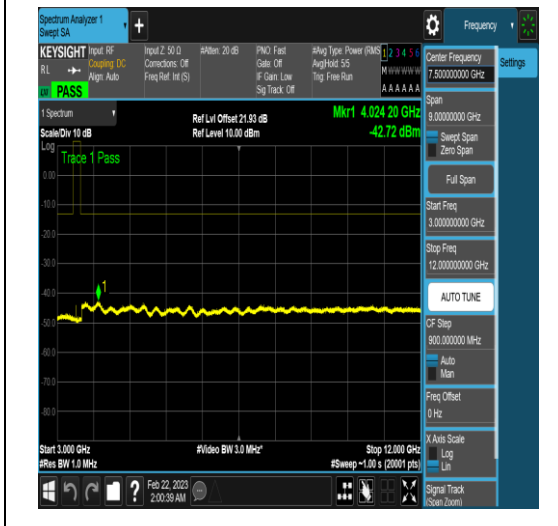 Spectrum Analyzer 1
Swept SA
+
Frequency
KEYSIGHT
Input: RF
Coupling: DC
Align: Auto
Input Z: 50 Ω
Corrections: Off
Freq Ref: Int (S)
#Atten: 20 dB
PNO: Fast
Gate: Off
IF Gain: Low
Sig Track: Off
#Avg Type: Power (RMS
Avg|Hold: 5/5
Trig: Free Run
1 2 3 4 5 6
M W W W W W
A A A A A A
RL
PASS
1 Spectrum
Scale/Div 10 dB
Ref Lvl Offset 21.93 dB
Ref Level 10.00 dBm
Mkr1 4.024 20 GHz
-42.72 dBm
Log
Trace 1 Pass
0.00
-10.0
-20.0
-30.0
-40.0
-50.0
-60.0
-70.0
-80.0
1
Start 3.000 GHz
#Res BW 1.0 MHz
#Video BW 3.0 MHz*
Stop 12.000 GHz
#Sweep ~1.00 s (20001 pts)
Feb 22, 2023
2:00:39 AM
Center Frequency
7.500000000 GHz
Settings
Span
9.00000000 GHz
Swept Span
Zero Span
Full Span
Start Freq
3.000000000 GHz
Stop Freq
12.000000000 GHz
AUTO TUNE
CF Step
900.000000 MHz
Auto
Man
Freq Offset
0 Hz
X Axis Scale
Log
Lin
Signal Track
(Span Zoom)